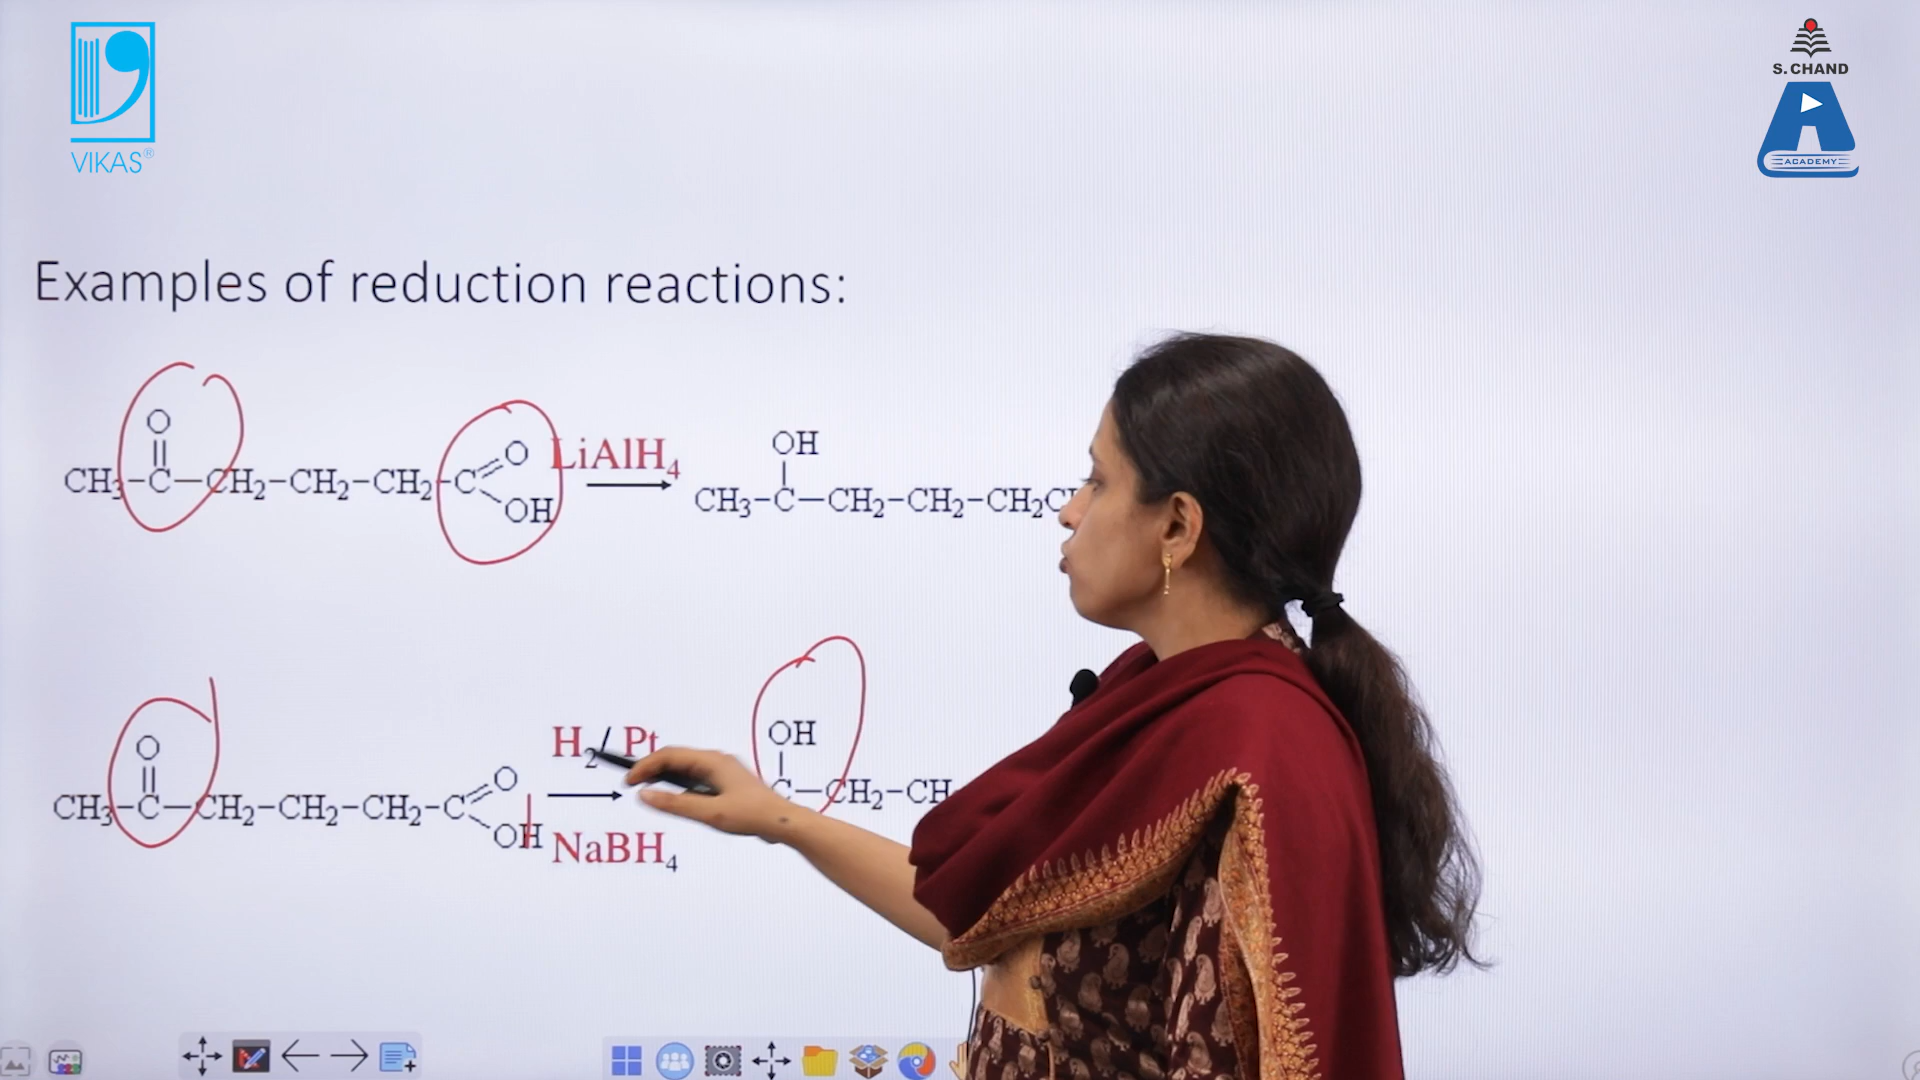 VIKAS®
S. CHAND
ACADEMY
Examples of reduction reactions:
O
CH3-C-CH2-CH2-CH2-C
O
OH
LiAlH4
OH
CH3-C-CH2-CH2-CH2C
O
CH3-C-CH2-CH2-CH2-C
O
OH
H2/ Pt
NaBH4
OH
C-CH2-CH